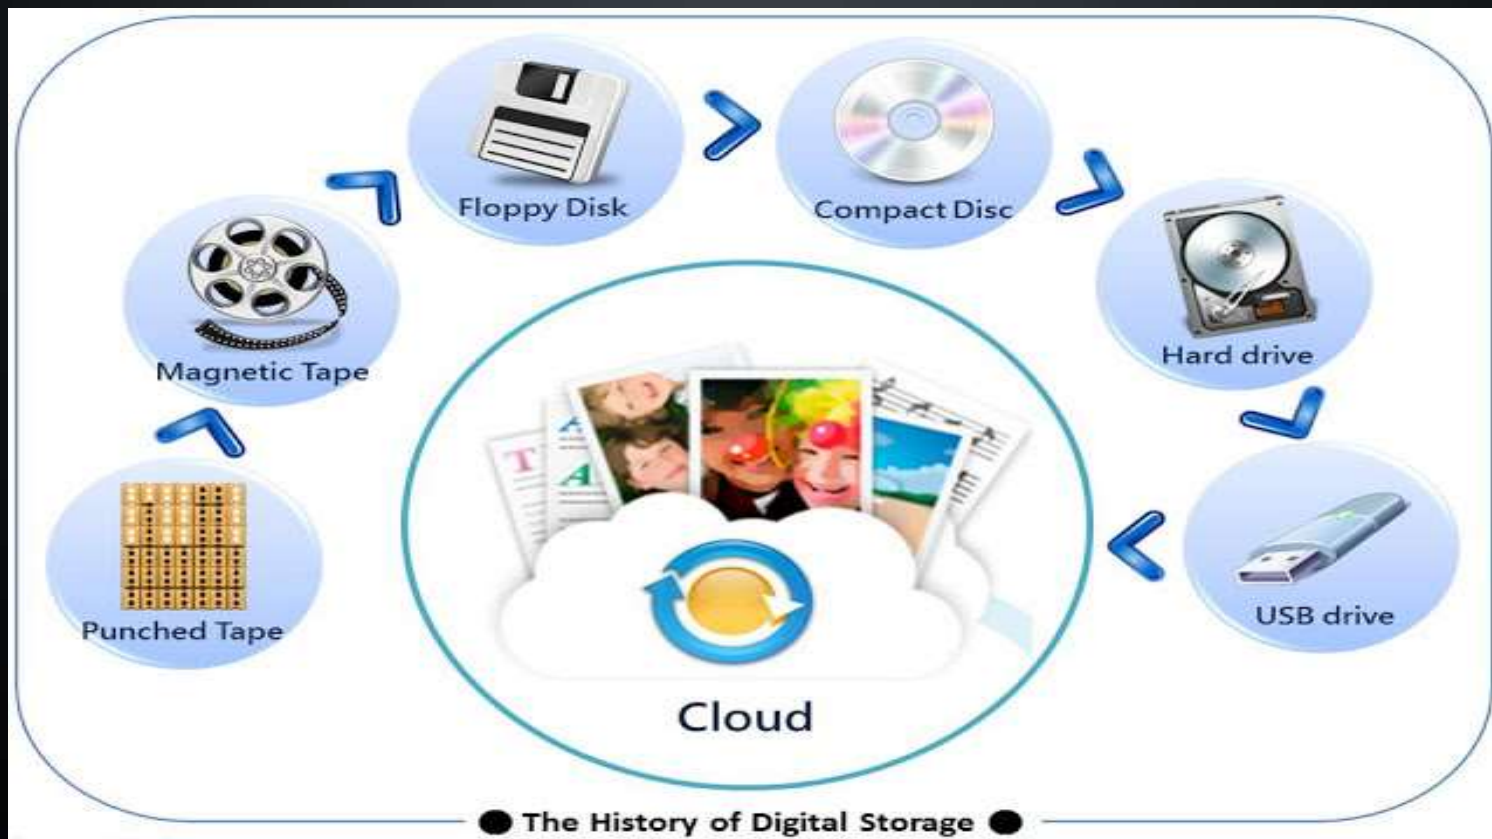 Punched Tape
Magnetic Tape
Floppy Disk
Compact Disc
Hard drive
USB drive
T
A
A
Cloud
The History of Digital Storage